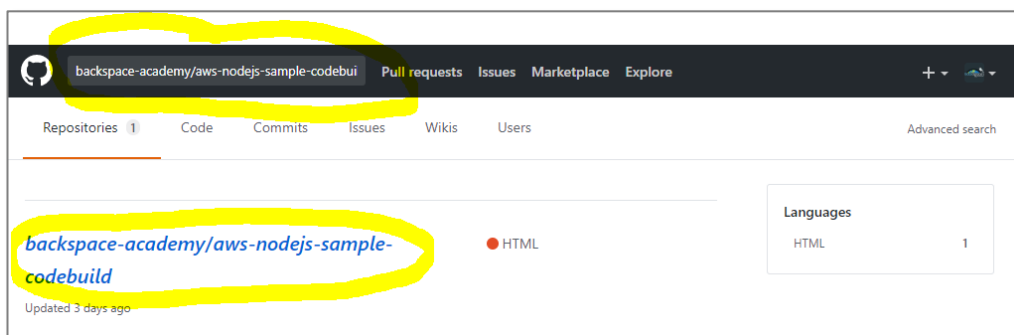 backspace-academy/aws-nodejs-sample-codebui Pull requests Issues Marketplace Explore
Repositories 1 Code Commits Issues Wikis Users Advanced search
Languages
backspace-academy/aws-nodejs-sample- HTML HTML 1
codebuild
Updated 3 days ago